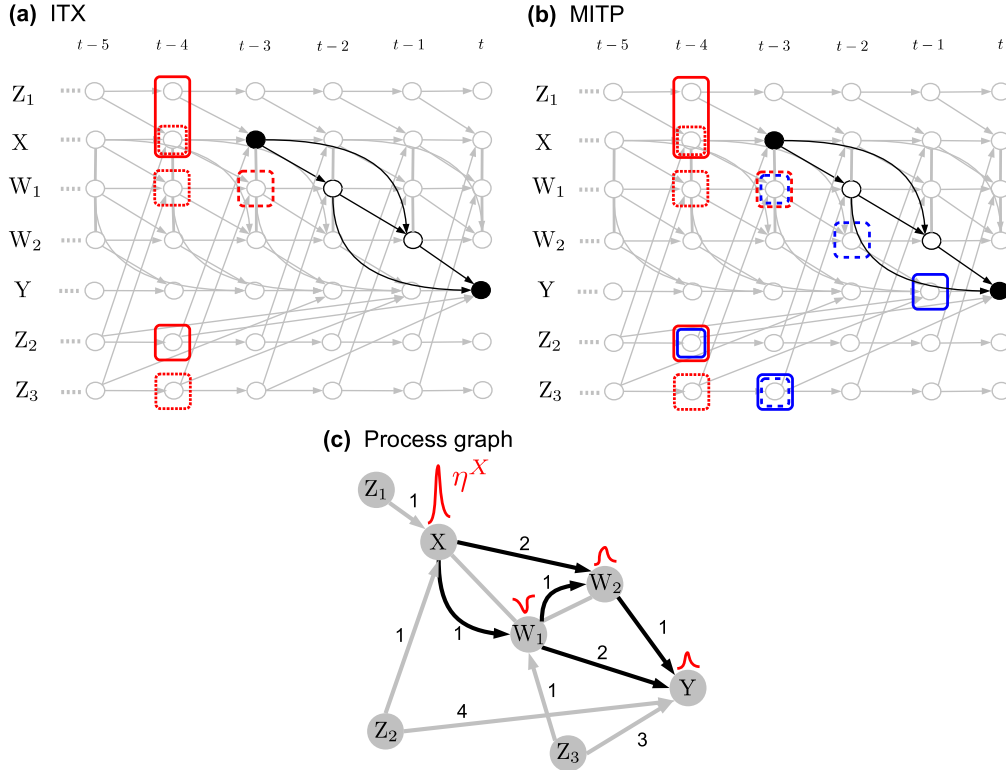 (a) ITX
t − 5 t − 4 t − 3 t − 2 t − 1 t
Z₁
X
W₁
W₂
Y
Z₂
Z₃
(b) MITP
t − 5 t − 4 t − 3 t − 2 t − 1 t
Z₁
X
W₁
W₂
Y
Z₂
Z₃
(c) Process graph
Z₁
1
ηˣ
X
2
W₂
1
1
1
W₁
1
2
1
Y
4
Z₂
3
Z₃